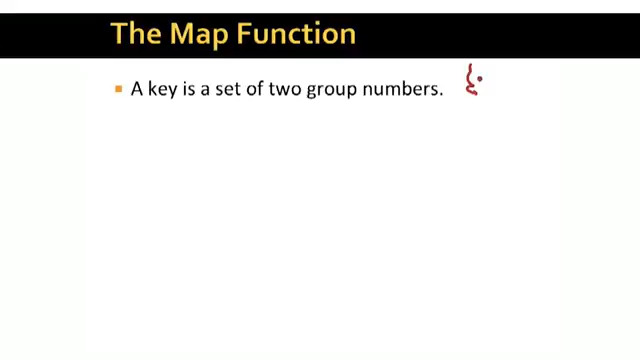 The Map Function
A key is a set of two group numbers. {